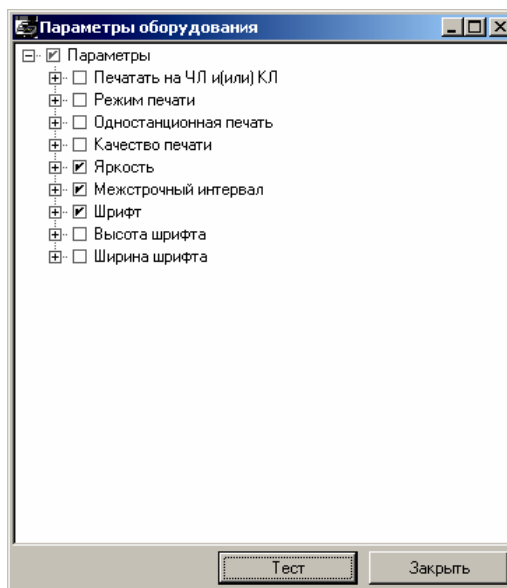 Параметры оборудования
Параметры
Печатать на ЧЛ и(или) КЛ
Режим печати
Одностанционная печать
Качество печати
Яркость
Межстрочный интервал
Шрифт
Высота шрифта
Ширина шрифта
Тест Закрыть